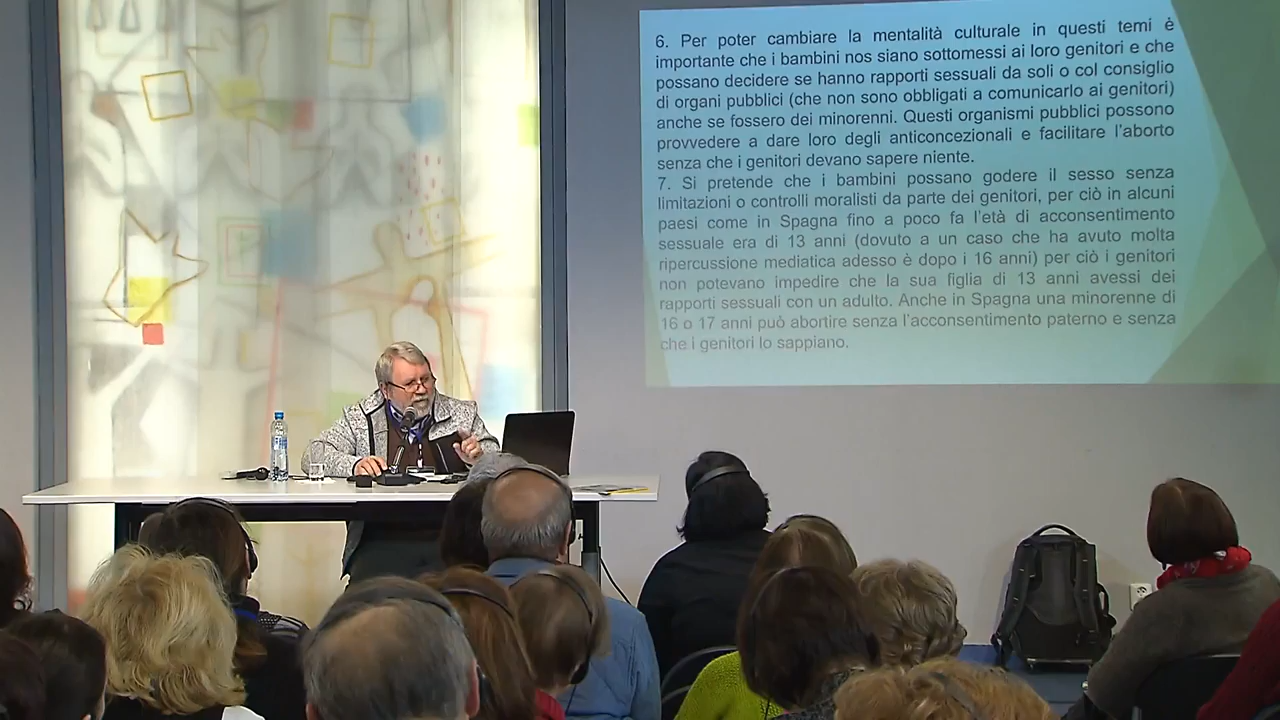 6. Per poter cambiare la mentalità culturale in questi temi è
importante che i bambini nos siano sottomessi ai loro genitori e che
possano decidere se hanno rapporti sessuali da soli o col consiglio
di organi pubblici (che non sono obbligati a comunicarlo ai genitori)
anche se fossero dei minorenni. Questi organismi pubblici possono
provvedere a dare loro degli anticoncezionali e facilitare l'aborto
senza che i genitori devano sapere niente.
7. Si pretende che i bambini possano godere il sesso senza
limitazioni o controlli moralisti da parte dei genitori, per ciò in alcuni
paesi come in Spagna fino a poco fa l'età di acconsentimento
sessuale era di 13 anni (dovuto a un caso che ha avuto molta
ripercussione mediatica adesso è dopo i 16 anni) per ciò i genitori
non potevano impedire che la sua figlia di 13 anni avessi dei
rapporti sessuali con un adulto. Anche in Spagna una minorenne di
16 o 17 anni può abortire senza l'acconsentimento paterno e senza
che i genitori lo sappiano.